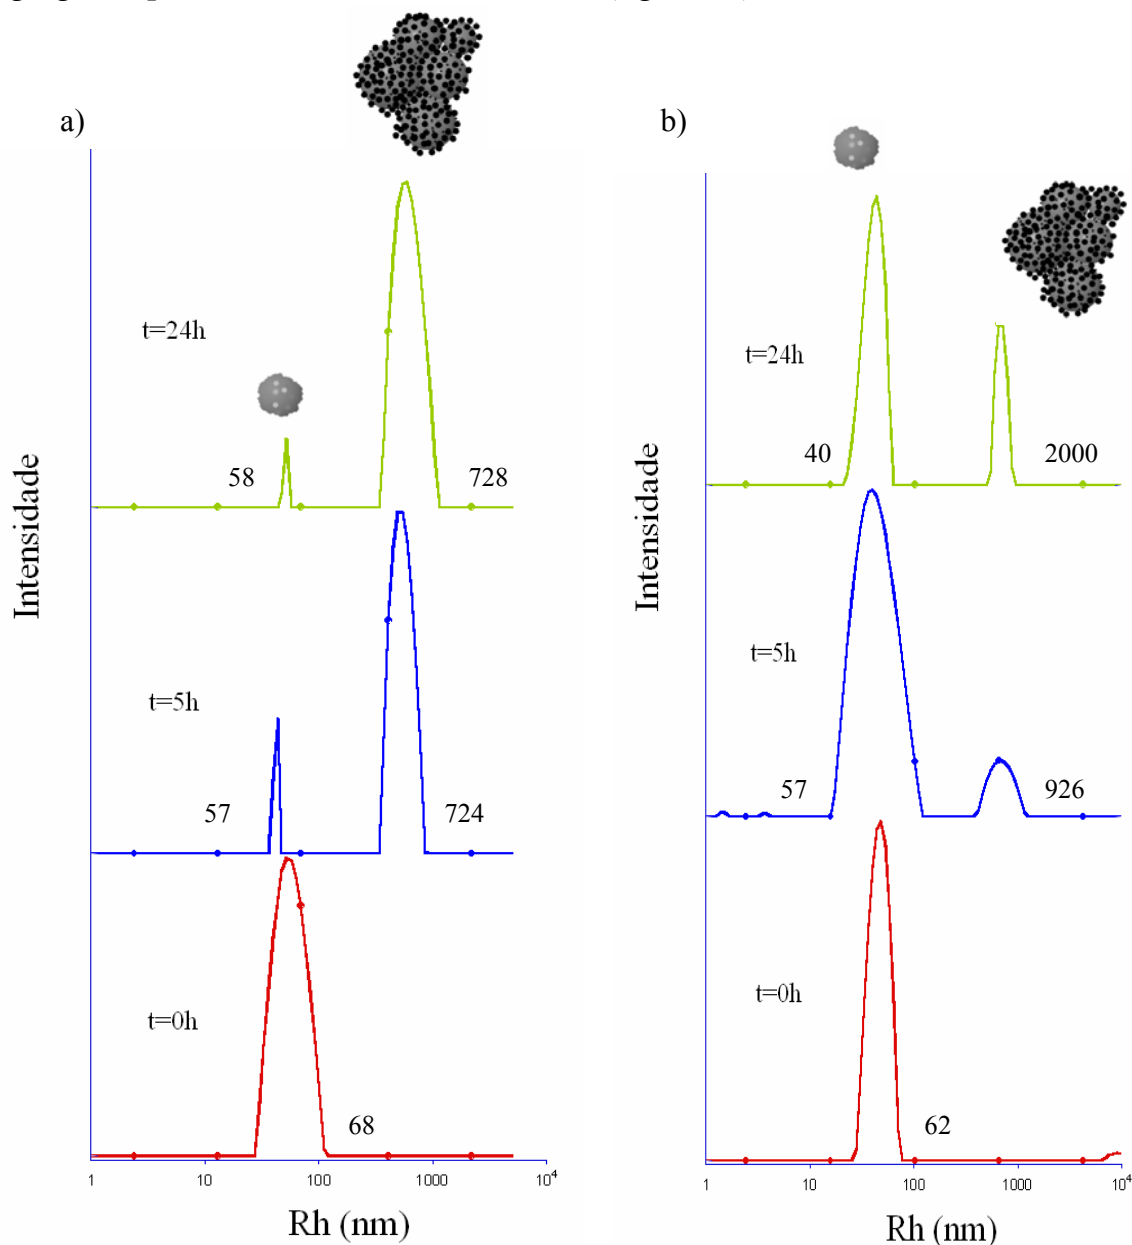 a)
t=24h
58
728
t=5h
57
724
t=0h
68
Intensidade
1
10
100
1000
10⁴
Rh (nm)
b)
t=24h
40
2000
t=5h
57
926
t=0h
62
Intensidade
1
10
100
1000
10⁴
Rh (nm)